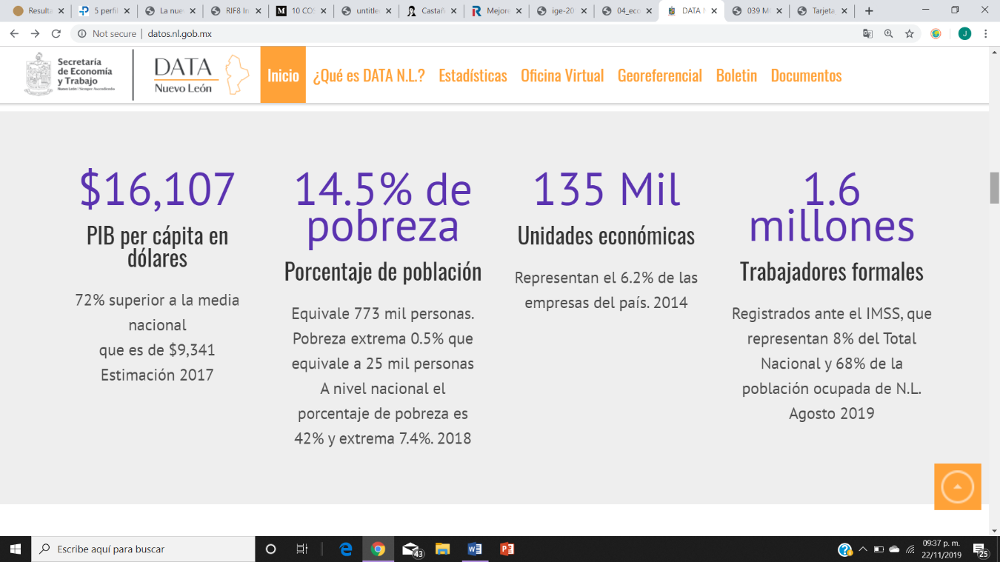 Resulta
5 perfil
La nue
RIF8 In
10 COS
untitle
Castañ
Mejore
ige-20
04_eco
DATA N
039 M
Tarjeta
Not secure | datos.nl.gob.mx
Secretaría
de Economía
y Trabajo
Nuevo León | Siempre Ascendiendo
DATA
Nuevo León
Inicio
¿Qué es DATA N.L.?
Estadísticas
Oficina Virtual
Georeferencial
Boletin
Documentos
$16,107
PIB per cápita en
dólares
72% superior a la media
nacional
que es de $9,341
Estimación 2017
14.5% de
pobreza
Porcentaje de población
Equivale 773 mil personas.
Pobreza extrema 0.5% que
equivale a 25 mil personas
A nivel nacional el
porcentaje de pobreza es
42% y extrema 7.4%. 2018
135 Mil
Unidades económicas
Representan el 6.2% de las
empresas del país. 2014
1.6
millones
Trabajadores formales
Registrados ante el IMSS, que
representan 8% del Total
Nacional y 68% de la
población ocupada de N.L.
Agosto 2019
Escribe aquí para buscar
43
09:37 p. m.
22/11/2019
25